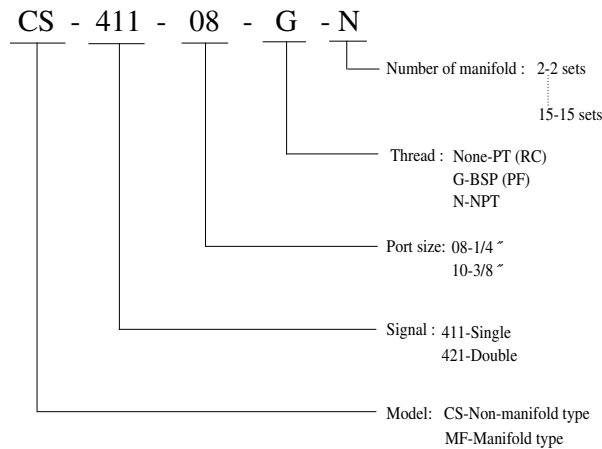 CS - 411 - 08 - G - N
Number of manifold : 2-2 sets
15-15 sets
Thread : None-PT (RC)
G-BSP (PF)
N-NPT
Port size: 08-1/4 ˝
10-3/8 ˝
Signal : 411-Single
421-Double
Model: CS-Non-manifold type
MF-Manifold type